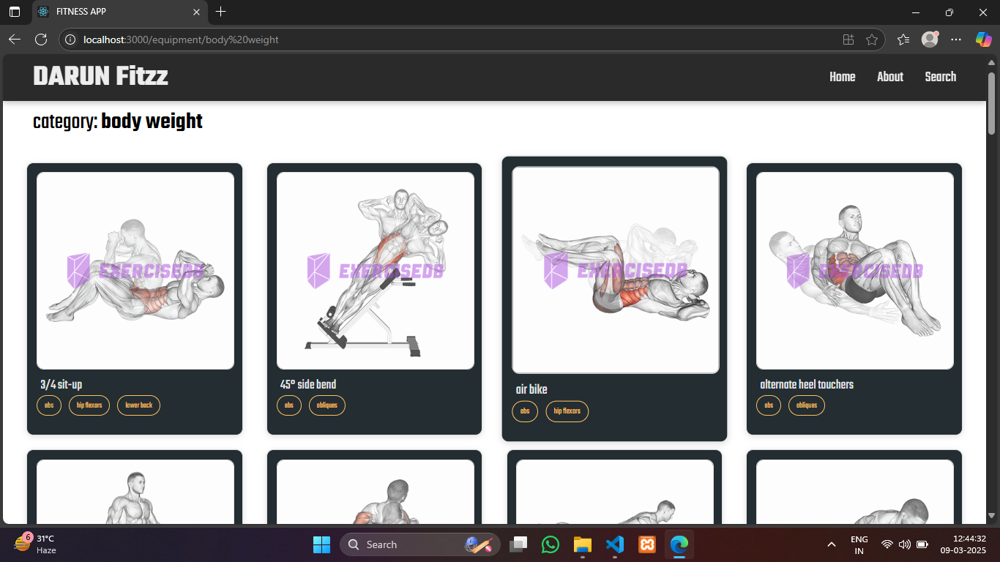 FITNESS APP
localhost:3000/equipment/body%20weight
DARUN Fitzz
Home
About
Search
category: body weight
EXERCISEDB
EXERCISEDB
EXERCISEDB
EXERCISEDB
3/4 sit-up
abs
hip flexors
lower back
45° side bend
abs
obliques
air bike
abs
hip flexors
alternate heel touchers
abs
obliques
6
31°C
Haze
Search
ENG
IN
12:44:32
09-03-2025